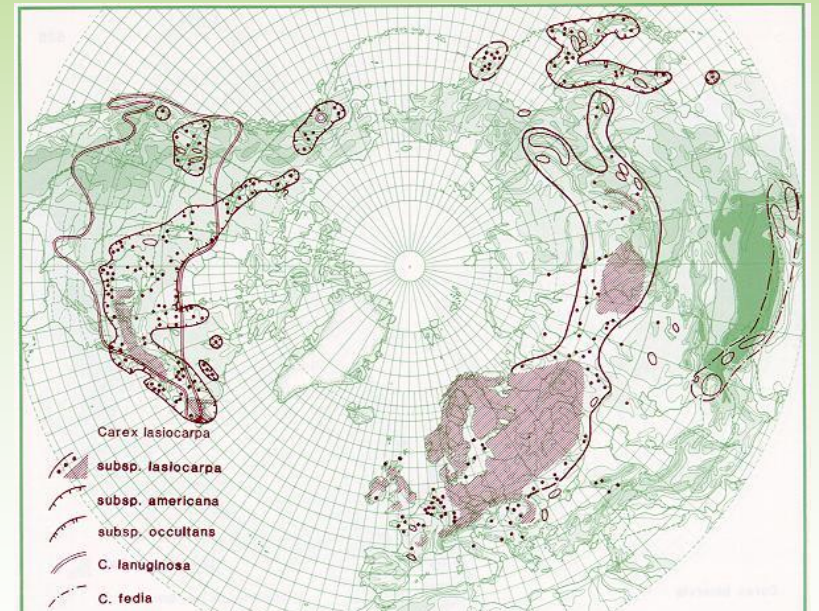 Carex lasiocarpa
subsp. lasiocarpa
subsp. americana
subsp. occultans
C. lanuginosa
C. fedia